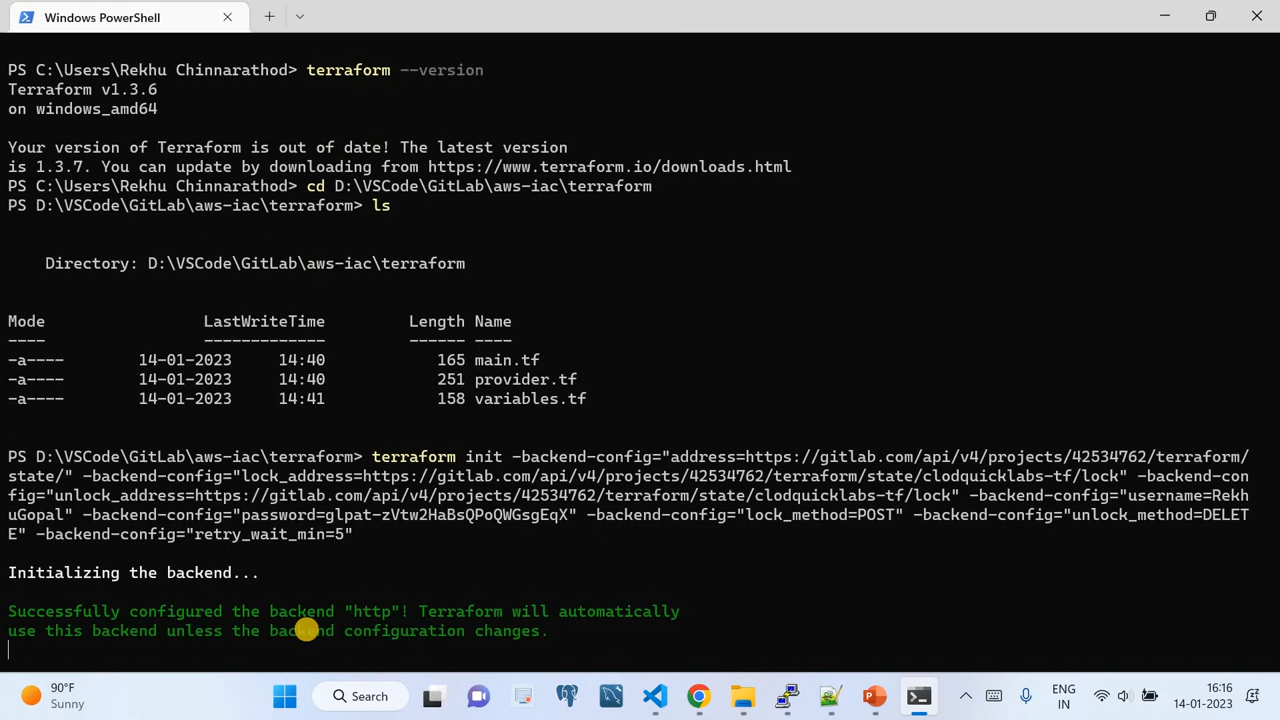 Windows PowerShell
PS C:\Users\Rekhu Chinnarathod> terraform --version
Terraform v1.3.6
on windows_amd64
Your version of Terraform is out of date! The latest version
is 1.3.7. You can update by downloading from https://www.terraform.io/downloads.html
PS C:\Users\Rekhu Chinnarathod> cd D:\VSCode\GitLab\aws-iac\terraform
PS D:\VSCode\GitLab\aws-iac\terraform> ls
Directory: D:\VSCode\GitLab\aws-iac\terraform
Mode LastWriteTime Length Name
---- ------------- ------ ----
-a---- 14-01-2023 14:40 165 main.tf
-a---- 14-01-2023 14:40 251 provider.tf
-a---- 14-01-2023 14:41 158 variables.tf
PS D:\VSCode\GitLab\aws-iac\terraform> terraform init -backend-config="address=https://gitlab.com/api/v4/projects/42534762/terraform/
state/" -backend-config="lock_address=https://gitlab.com/api/v4/projects/42534762/terraform/state/clodquicklabs-tf/lock" -backend-con
fig="unlock_address=https://gitlab.com/api/v4/projects/42534762/terraform/state/clodquicklabs-tf/lock" -backend-config="username=Rekh
uGopal" -backend-config="password=glpat-zVtw2HaBsQPoQWGsgEqX" -backend-config="lock_method=POST" -backend-config="unlock_method=DELET
E" -backend-config="retry_wait_min=5"
Initializing the backend...
Successfully configured the backend "http"! Terraform will automatically
use this backend unless the backend configuration changes.
90°F
Sunny
Search
ENG
IN
16:16
14-01-2023